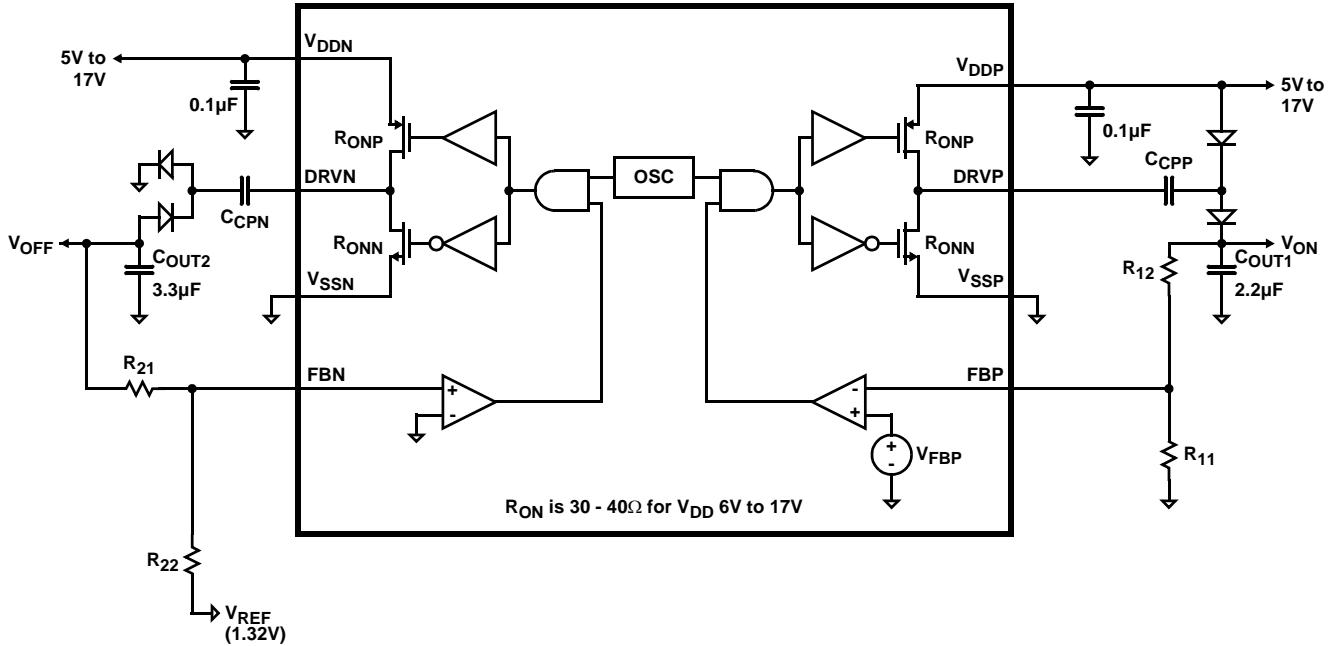 V_DDN
5V to
17V
0.1µF
R_ONP
DRVN
C_CPN
R_ONN
V_OFF
C_OUT2
3.3µF
V_SSN
R_21
FBN
+
-
R_22
V_REF
(1.32V)
OSC
V_DDP
5V to
17V
0.1µF
R_ONP
C_CPP
DRVP
R_ONN
V_ON
C_OUT1
2.2µF
R_12
V_SSP
FBP
-
+
+
-
V_FBP
R_11
R_ON is 30 - 40Ω for V_DD 6V to 17V